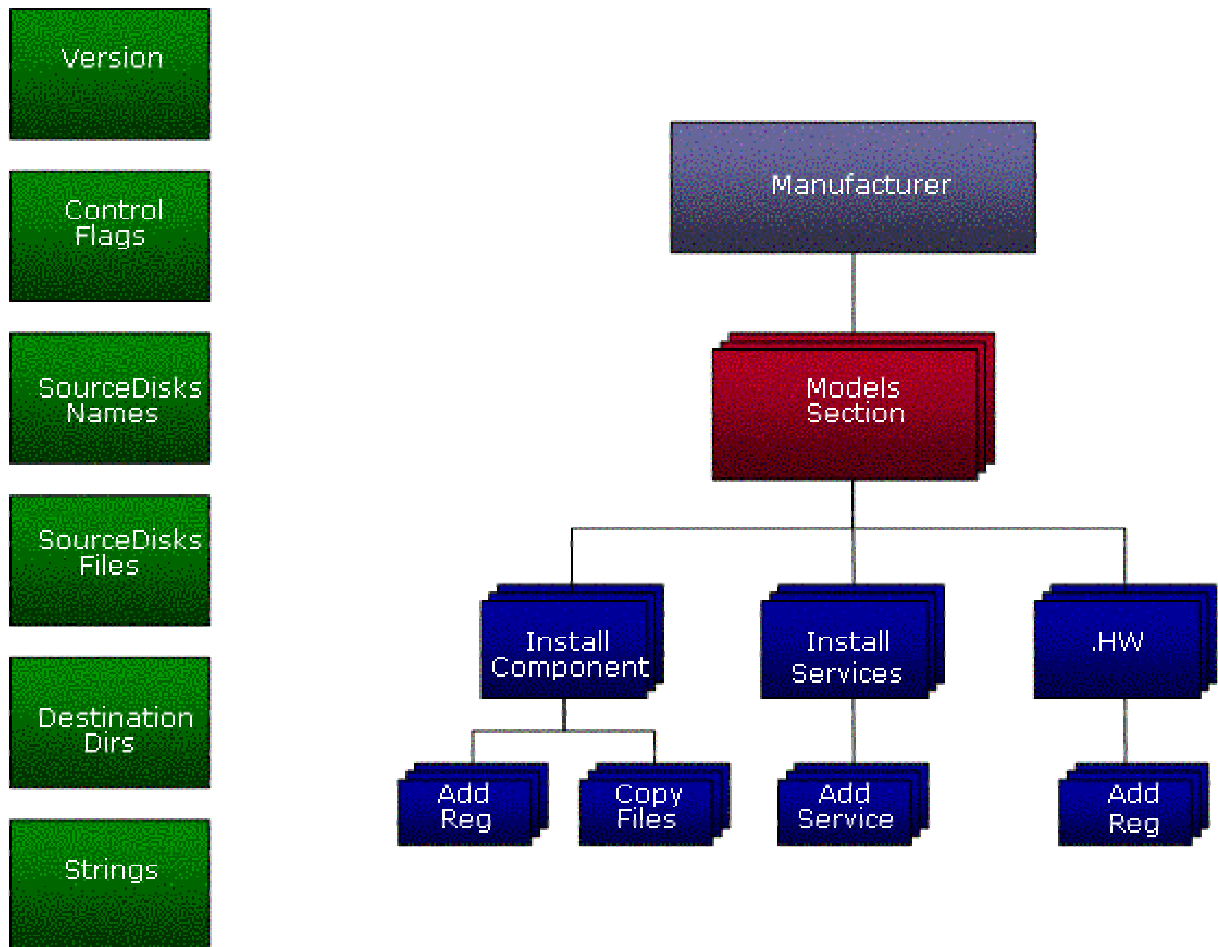 Version
Control
Flags
SourceDisks
Names
SourceDisks
Files
Destination
Dirs
Strings
Manufacturer
Models
Section
Install
Component
Install
Services
.HW
Add
Reg
Copy
Files
Add
Service
Add
Reg